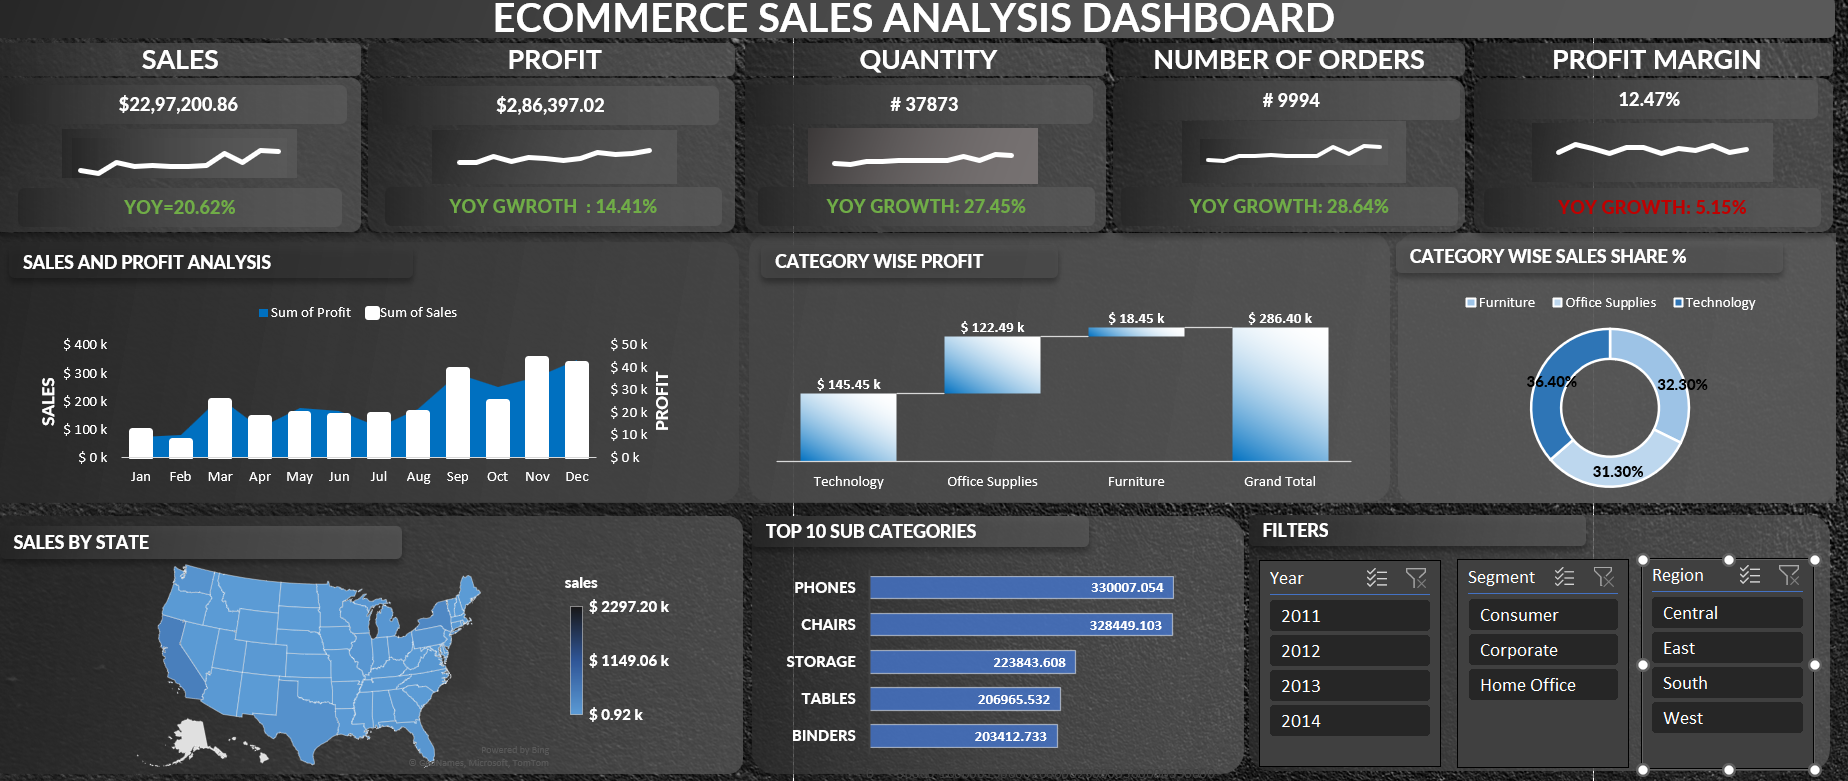 ECOMMERCE SALES ANALYSIS DASHBOARD
SALES
PROFIT
QUANTITY
NUMBER OF ORDERS
PROFIT MARGIN
$22,97,200.86
$2,86,397.02
# 37873
# 9994
12.47%
YOY=20.62%
YOY GWROTH : 14.41%
YOY GROWTH: 27.45%
YOY GROWTH: 28.64%
YOY GROWTH: 5.15%
SALES AND PROFIT ANALYSIS
Sum of Profit
Sum of Sales
SALES
$ 400 k
$ 300 k
$ 200 k
$ 100 k
$ 0 k
$ 50 k
$ 40 k
$ 30 k
$ 20 k
$ 10 k
$ 0 k
PROFIT
Jan Feb Mar Apr May Jun Jul Aug Sep Oct Nov Dec
CATEGORY WISE PROFIT
$ 145.45 k
$ 122.49 k
$ 18.45 k
$ 286.40 k
Technology
Office Supplies
Furniture
Grand Total
CATEGORY WISE SALES SHARE %
Furniture
Office Supplies
Technology
36.40%
32.30%
31.30%
SALES BY STATE
sales
$ 2297.20 k
$ 1149.06 k
$ 0.92 k
Powered by Bing
© GeoNames, Microsoft, TomTom
TOP 10 SUB CATEGORIES
PHONES 330007.054
CHAIRS 328449.103
STORAGE 223843.608
TABLES 206965.532
BINDERS 203412.733
FILTERS
Year
2011
2012
2013
2014
Segment
Consumer
Corporate
Home Office
Region
Central
East
South
West